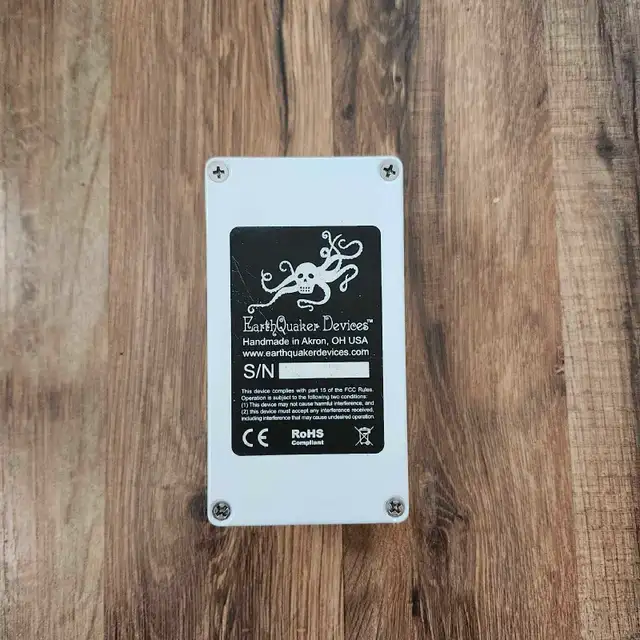 EarthQuaker Devices™
Handmade in Akron, OH USA
www.earthquakerdevices.com
S/N
This device complies with part 15 of the FCC Rules.
Operation is subject to the following two conditions:
(1) This device may not cause harmful interference, and
(2) this device must accept any interference received,
including interference that may cause undesired operation
CE RoHS
Compliant